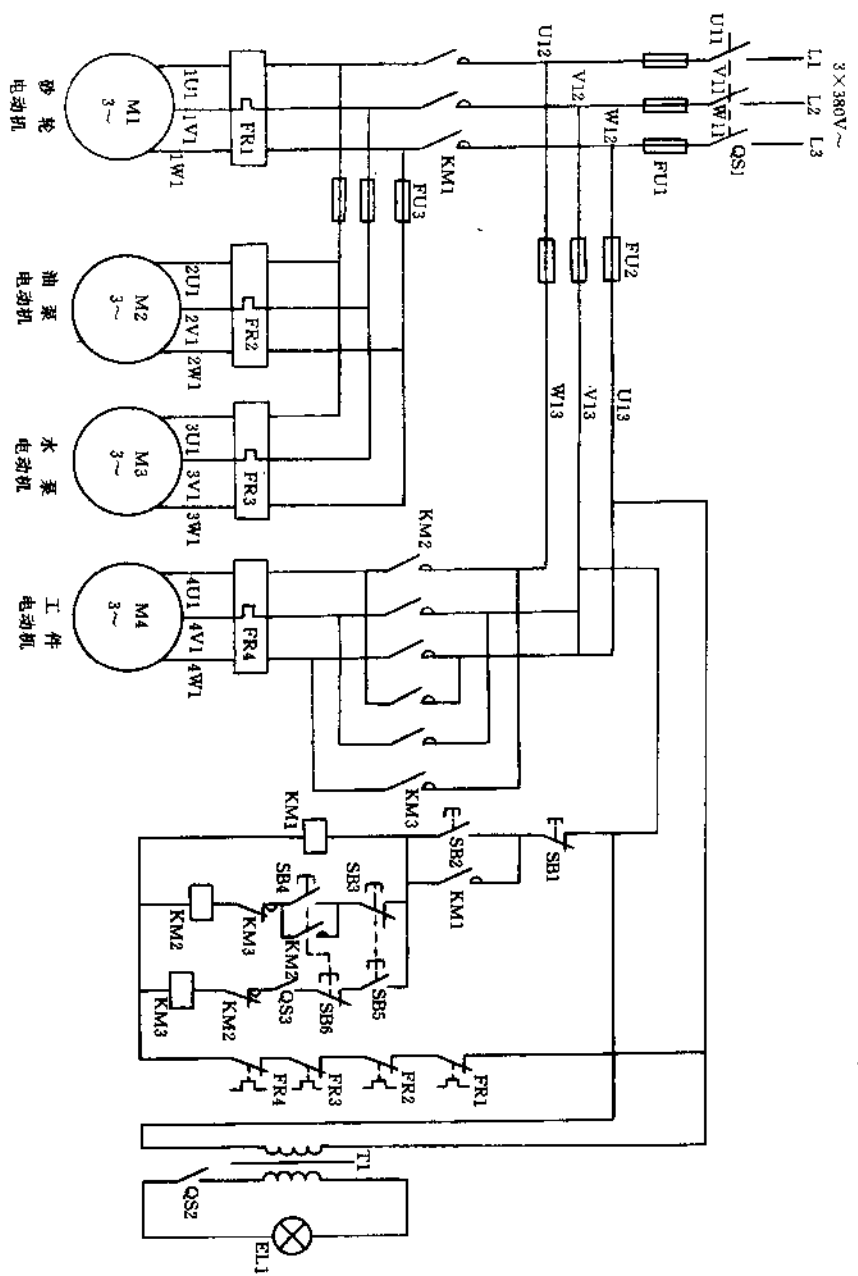 3×380V～
L1
L2
L3
U11
V11
W11
QS1
FU1
U12
V12
W12
FU2
KM1
FU3
U13
V13
W13
1U1
1V1
1W1
FR1
M1
3～
砂轮
电动机
2U1
2V1
2W1
FR2
M2
3～
油泵
电动机
3U1
3V1
3W1
FR3
M3
3～
水泵
电动机
4U1
4V1
4W1
FR4
M4
3～
工件
电动机
KM2
KM3
SB1
SB2
KM1
KM1
SB3
SB4
KM2
KM3
KM2
SB5
SB6
QS3
KM2
KM3
FR1
FR2
FR3
FR4
T1
QS2
EL1